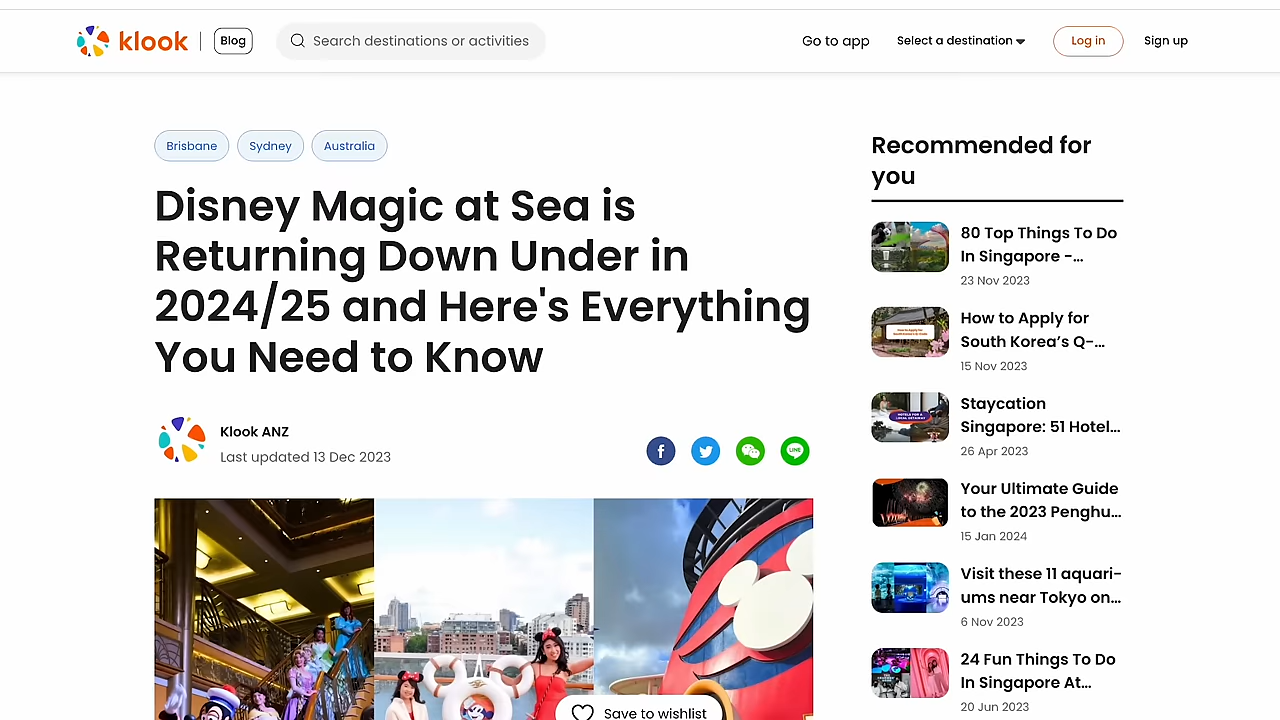 klook
Blog
Search destinations or activities
Go to app
Select a destination
Log in
Sign up
Brisbane
Sydney
Australia
Disney Magic at Sea is
Returning Down Under in
2024/25 and Here's Everything
You Need to Know
Klook ANZ
Last updated 13 Dec 2023
LINE
Save to wishlist
Recommended for
you
80 Top Things To Do
In Singapore -...
23 Nov 2023
How to Apply for
South Korea's Q-...
15 Nov 2023
Staycation
Singapore: 51 Hotel...
26 Apr 2023
Your Ultimate Guide
to the 2023 Penghu...
15 Jan 2024
Visit these 11 aquari-
ums near Tokyo on...
6 Nov 2023
24 Fun Things To Do
In Singapore At...
20 Jun 2023